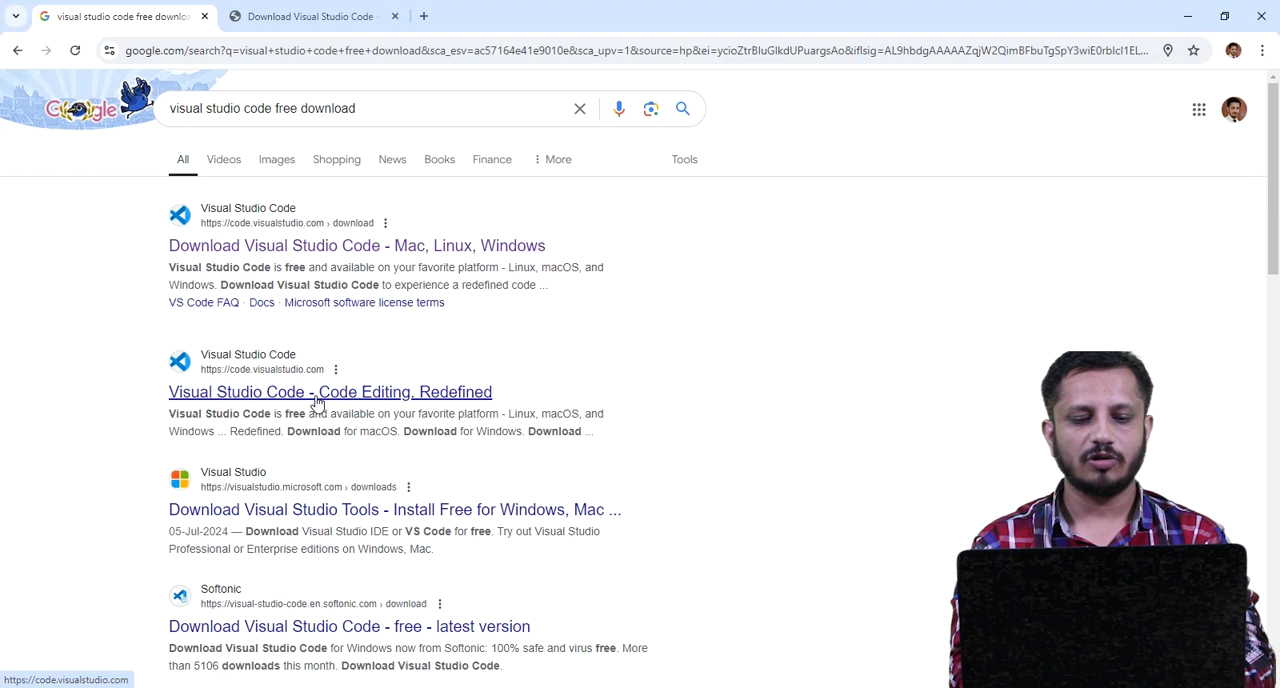 visual studio code free downloa
Download Visual Studio Code -
google.com/search?q=visual+studio+code+free+download&sca_esv=ac57164e41e9010e&sca_upv=1&source=hp&ei=
Google
visual studio code free download
All
Videos
Images
Shopping
News
Books
Finance
More
Tools
Visual Studio Code
https://code.visualstudio.com › download
Download Visual Studio Code - Mac, Linux, Windows
Visual Studio Code is free and available on your favorite platform - Linux, macOS, and
Windows. Download Visual Studio Code to experience a redefined code ...
VS Code FAQ · Docs · Microsoft software license terms
Visual Studio Code
https://code.visualstudio.com
Visual Studio Code - Code Editing. Redefined
Visual Studio Code is free and available on your favorite platform - Linux, macOS, and
Windows ... Redefined. Download for macOS. Download for Windows. Download ...
Visual Studio
https://visualstudio.microsoft.com › downloads
Download Visual Studio Tools - Install Free for Windows, Mac ...
05-Jul-2024 — Download Visual Studio IDE or VS Code for free. Try out Visual Studio
Professional or Enterprise editions on Windows, Mac.
Softonic
https://visual-studio-code.en.softonic.com › download
Download Visual Studio Code - free - latest version
Download Visual Studio Code for Windows now from Softonic: 100% safe and virus free. More
than 5106 downloads this month. Download Visual Studio Code.
https://code.visualstudio.com